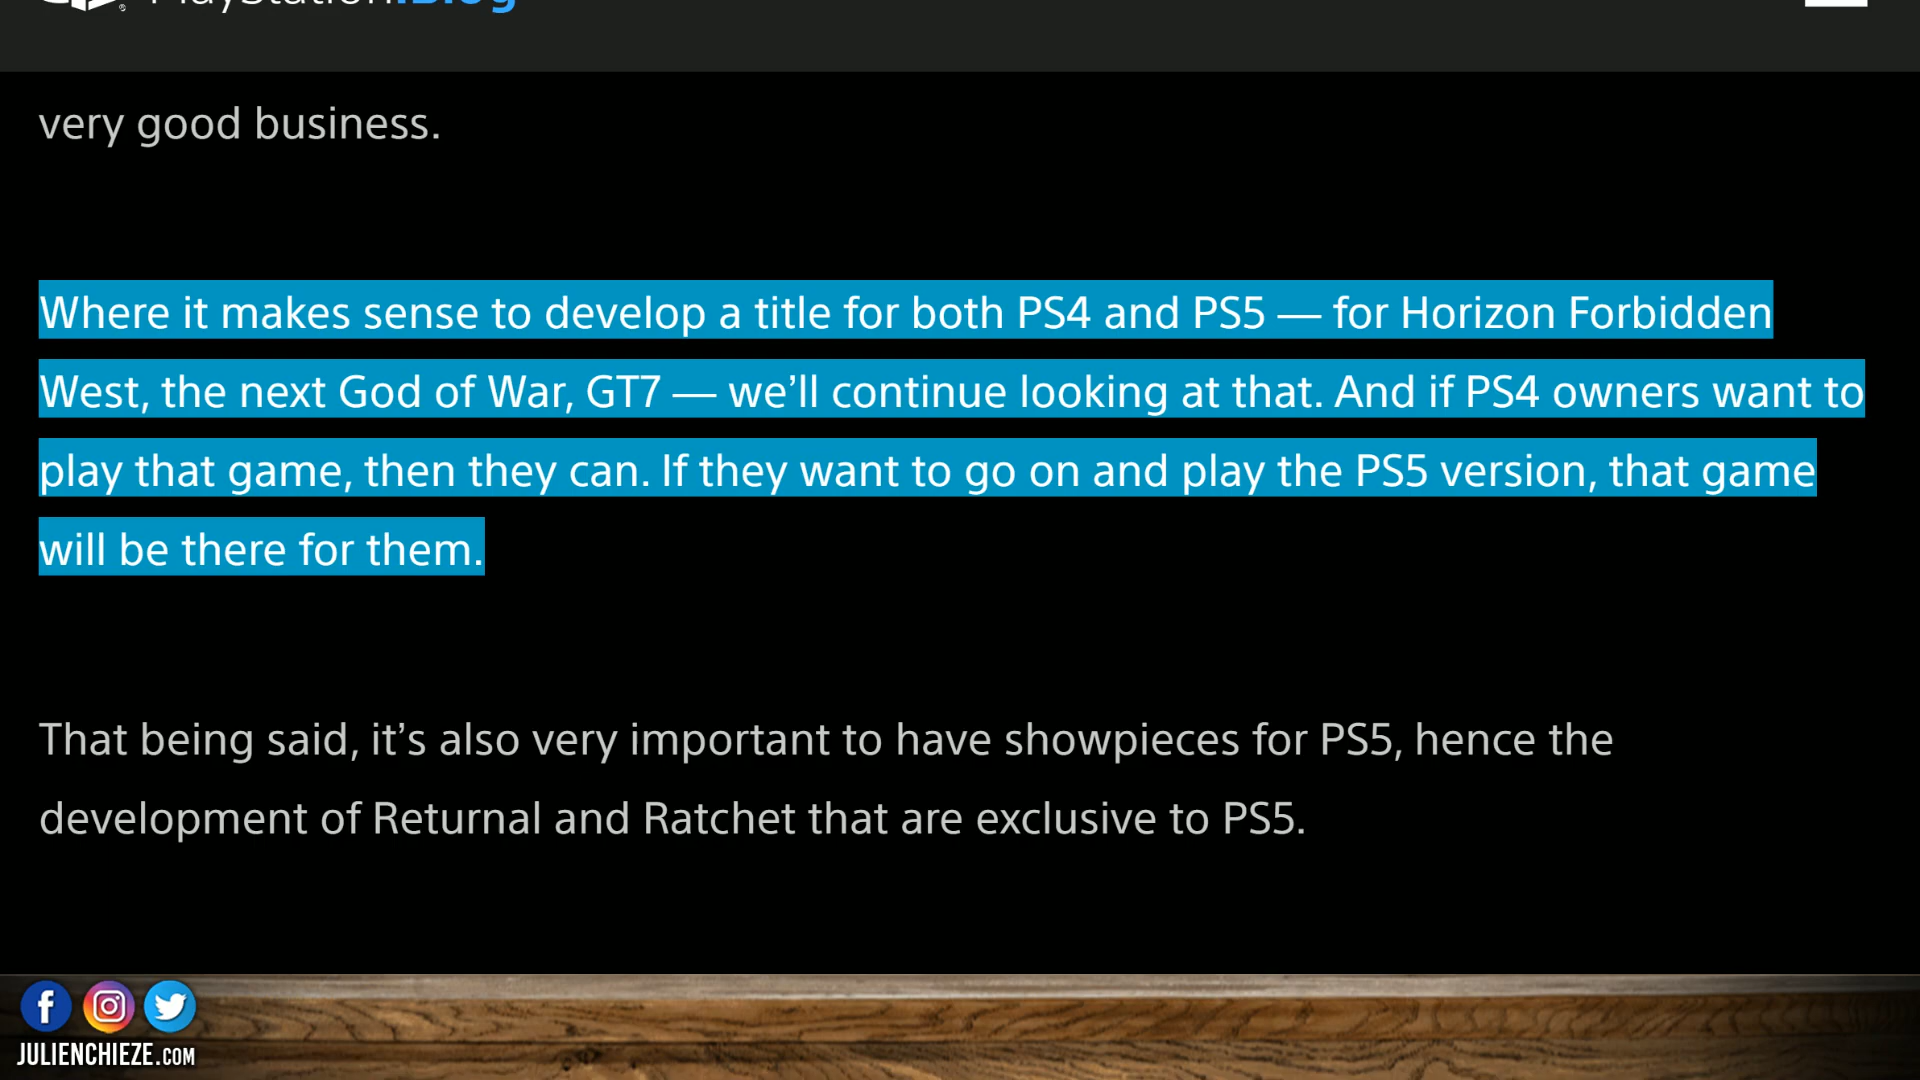 PlayStation.Blog
very good business.
Where it makes sense to develop a title for both PS4 and PS5 — for Horizon Forbidden
West, the next God of War, GT7 — we’ll continue looking at that. And if PS4 owners want to
play that game, then they can. If they want to go on and play the PS5 version, that game
will be there for them.
That being said, it’s also very important to have showpieces for PS5, hence the
development of Returnal and Ratchet that are exclusive to PS5.
JULIENCHIEZE.COM